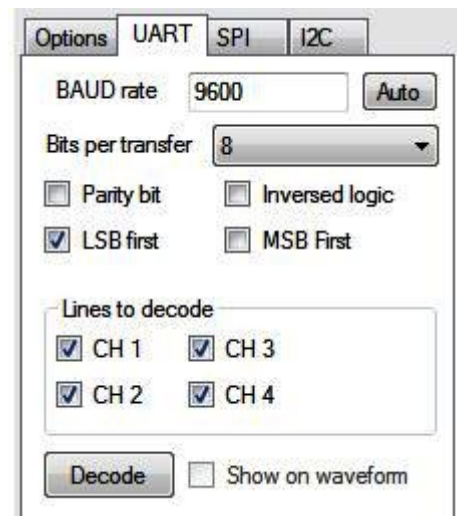 Options UART SPI I2C
BAUD rate 9600 Auto
Bits per transfer 8
Parity bit Inversed logic
LSB first MSB First
Lines to decode
CH 1 CH 3
CH 2 CH 4
Decode Show on waveform